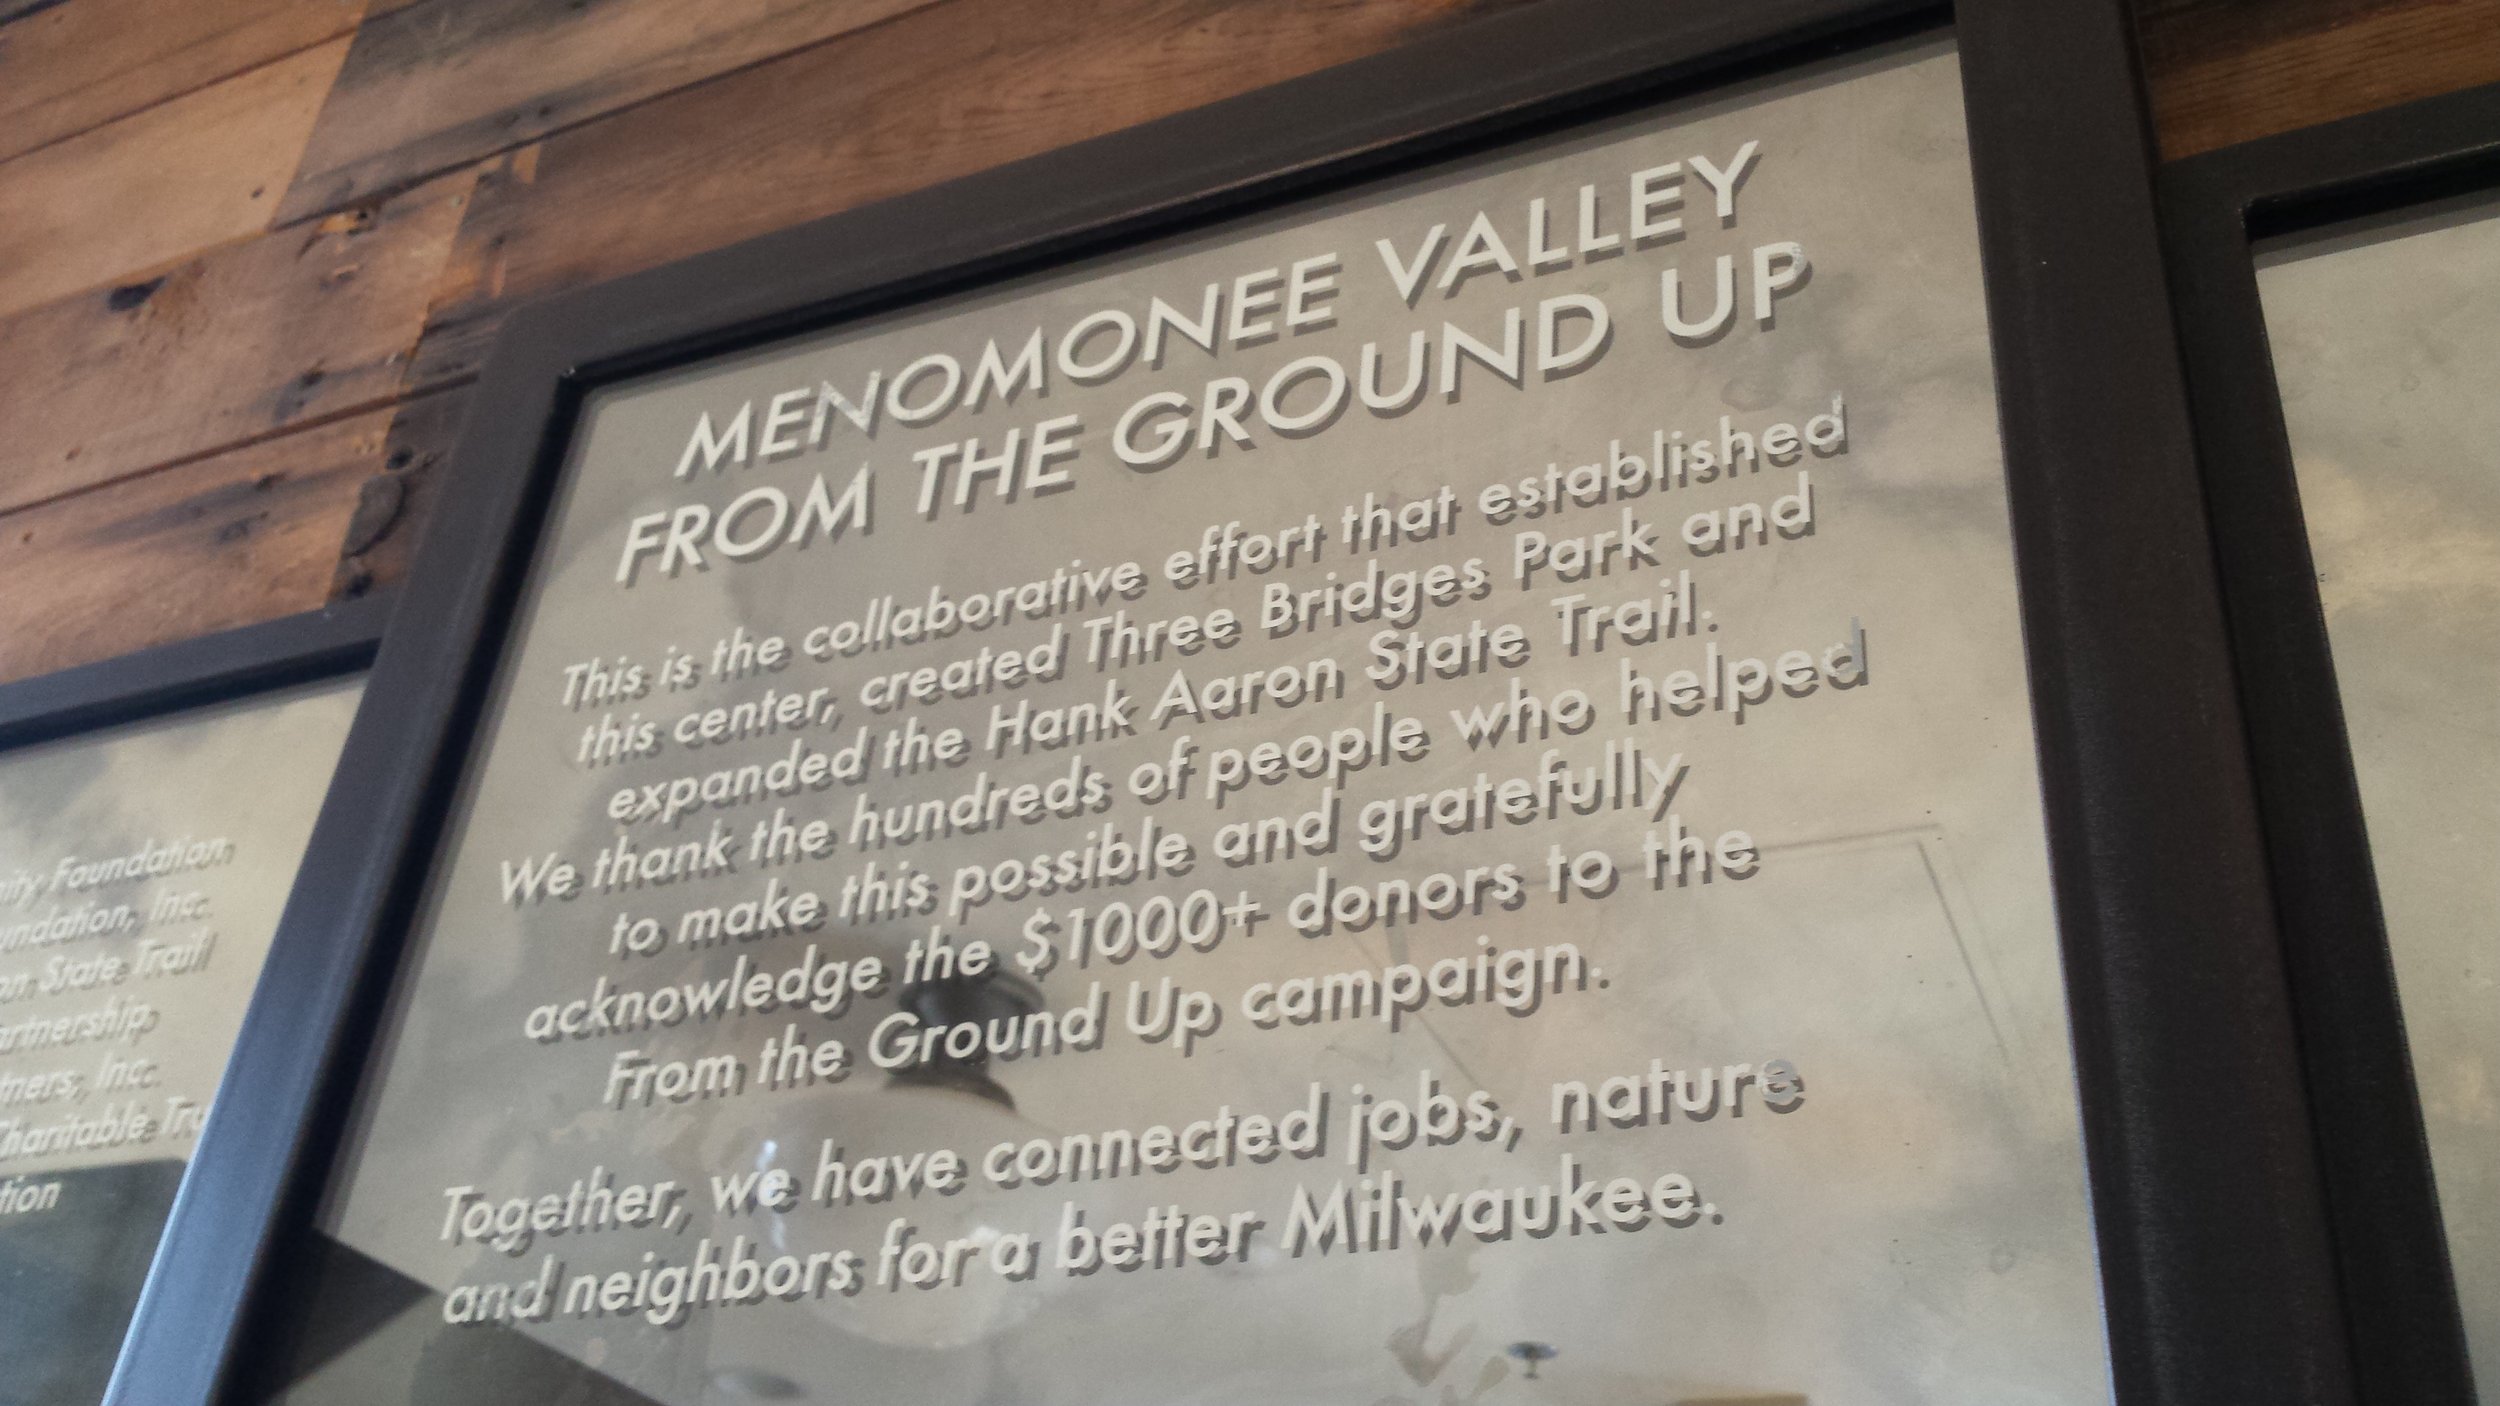 MENOMONEE VALLEY
FROM THE GROUND UP
This is the collaborative effort that established
this center, created Three Bridges Park and
expanded the Hank Aaron State Trail.
We thank the hundreds of people who helped
to make this possible and gratefully
acknowledge the $1000+ donors to the
From the Ground Up campaign.
Together, we have connected jobs, nature
and neighbors for a better Milwaukee.
Foundation
Inc.
State Trail
Inc.
Charitable